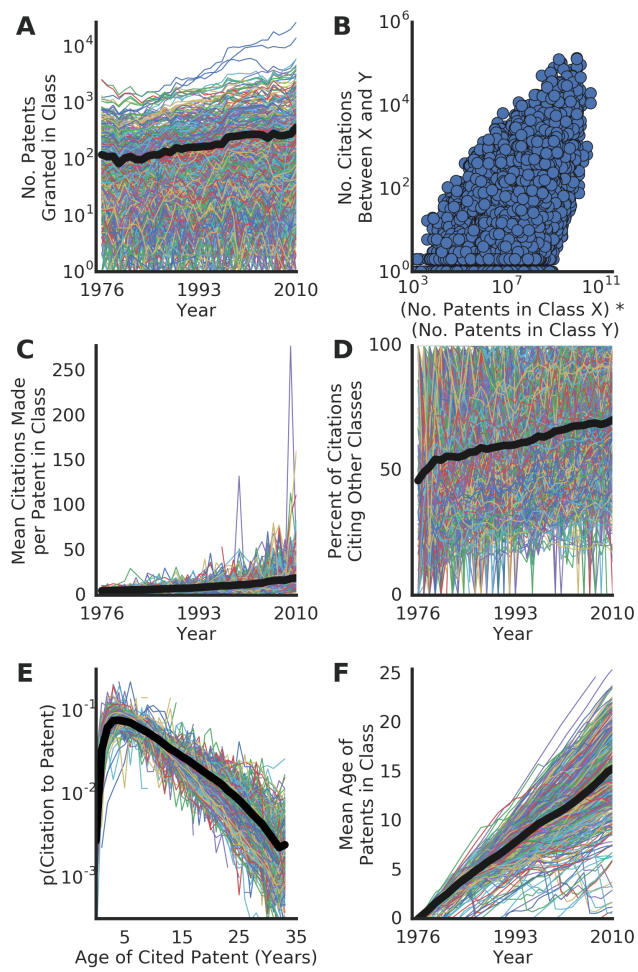 A
No. Patents
Granted in Class
10^4
10^3
10^2
10^1
10^0
1976 1993 2010
Year
B
No. Citations
Between X and Y
10^6
10^4
10^2
10^0
10^3 10^7 10^11
(No. Patents in Class X) *
(No. Patents in Class Y)
C
Mean Citations Made
per Patent in Class
250
200
150
100
50
0
1976 1993 2010
Year
D
Percent of Citations
Citing Other Classes
100
50
0
1976 1993 2010
Year
E
p(Citation to Patent)
10^-1
10^-2
10^-3
5 15 25 35
Age of Cited Patent (Years)
F
Mean Age of
Patents in Class
25
20
15
10
5
0
1976 1993 2010
Year